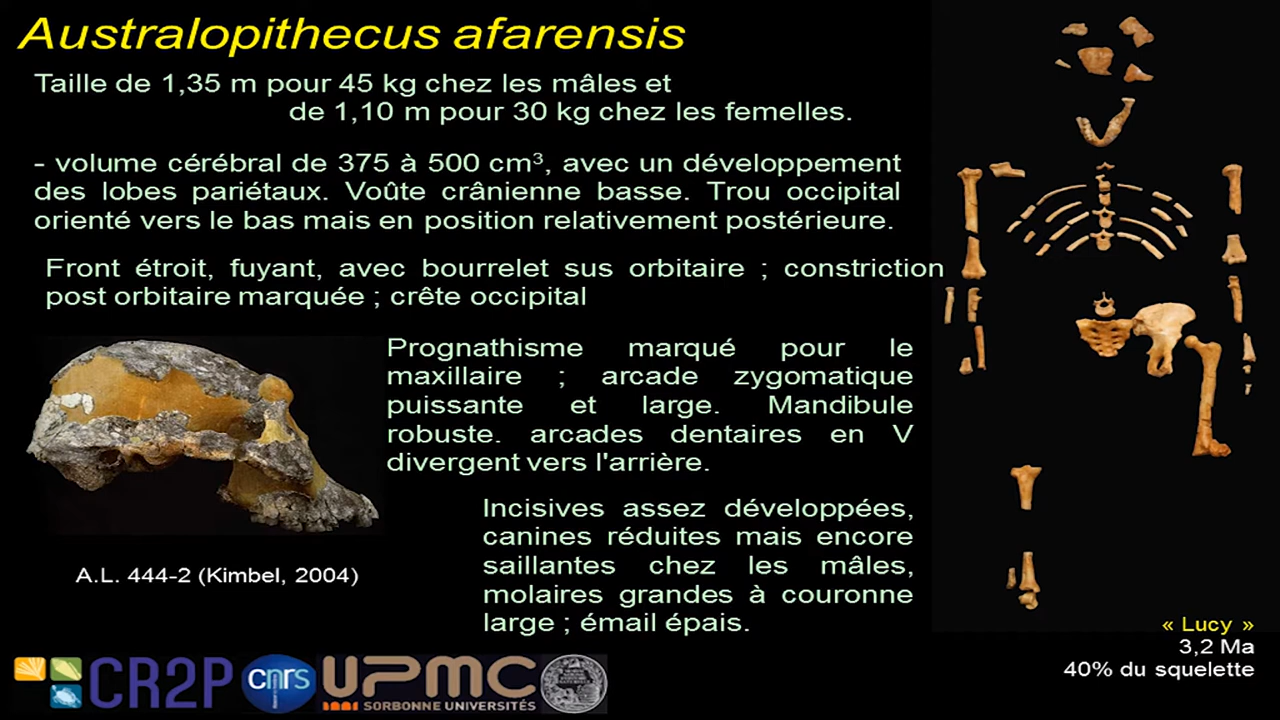 Australopithecus afarensis
Taille de 1,35 m pour 45 kg chez les mâles et
de 1,10 m pour 30 kg chez les femelles.
- volume cérébral de 375 à 500 cm³, avec un développement
des lobes pariétaux. Voûte crânienne basse. Trou occipital
orienté vers le bas mais en position relativement postérieure.
Front étroit, fuyant, avec bourrelet sus orbitaire ; constriction
post orbitaire marquée ; crête occipital
Prognathisme marqué pour le
maxillaire ; arcade zygomatique
puissante et large. Mandibule
robuste. arcades dentaires en V
divergent vers l'arrière.
Incisives assez développées,
canines réduites mais encore
saillantes chez les mâles,
molaires grandes à couronne
large ; émail épais.
A.L. 444-2 (Kimbel, 2004)
« Lucy »
3,2 Ma
40% du squelette
CR2P
cnrs
UPMC
SORBONNE UNIVERSITÉS